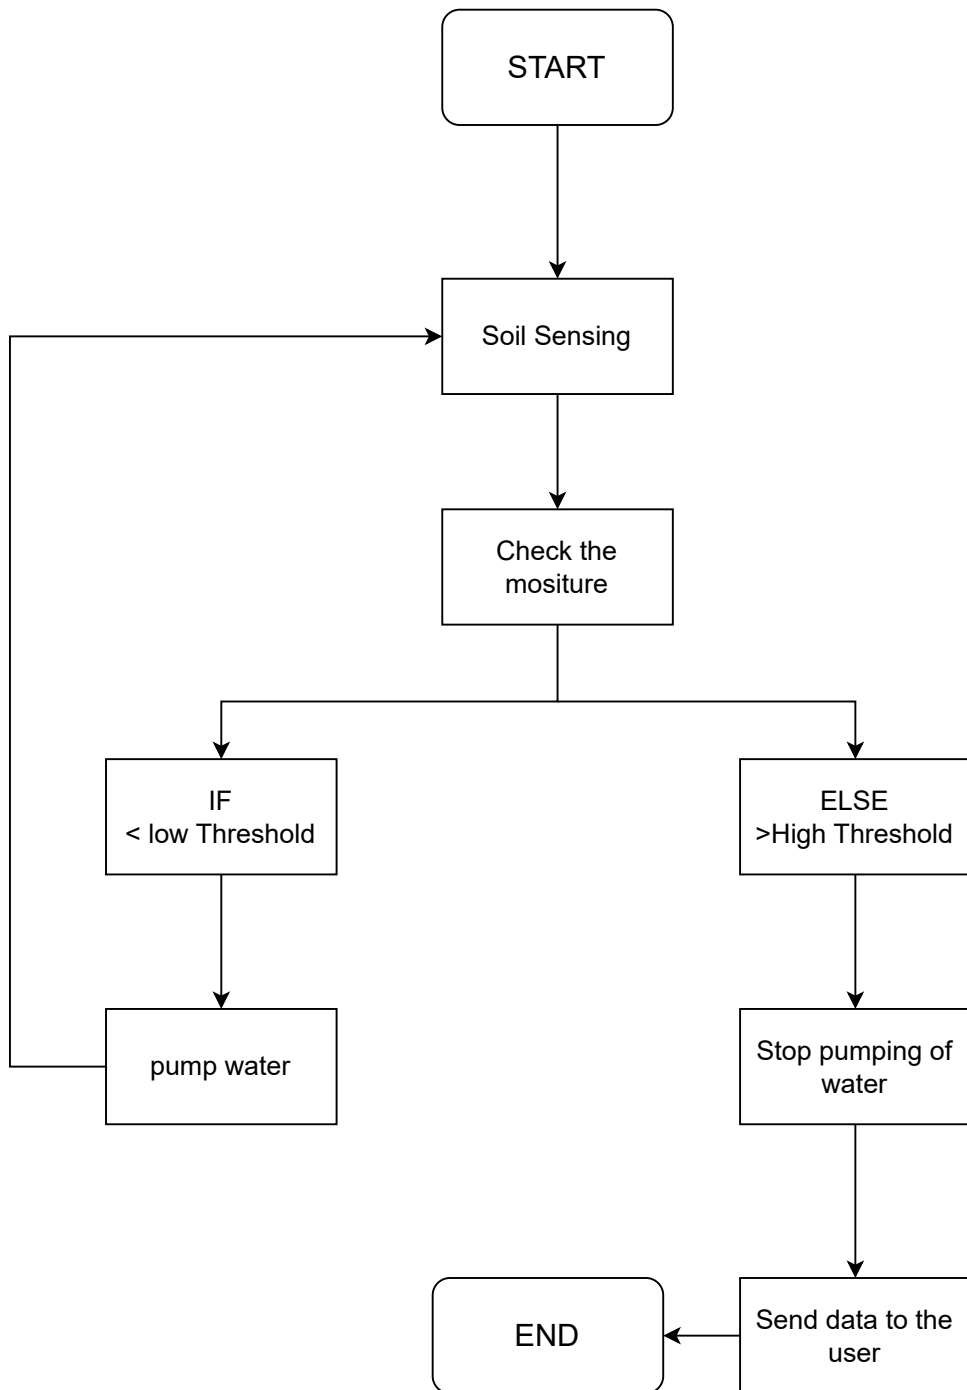 START
Soil Sensing
Check the
mositure
IF
< low Threshold
ELSE
>High Threshold
pump water
Stop pumping of
water
END
Send data to the
user